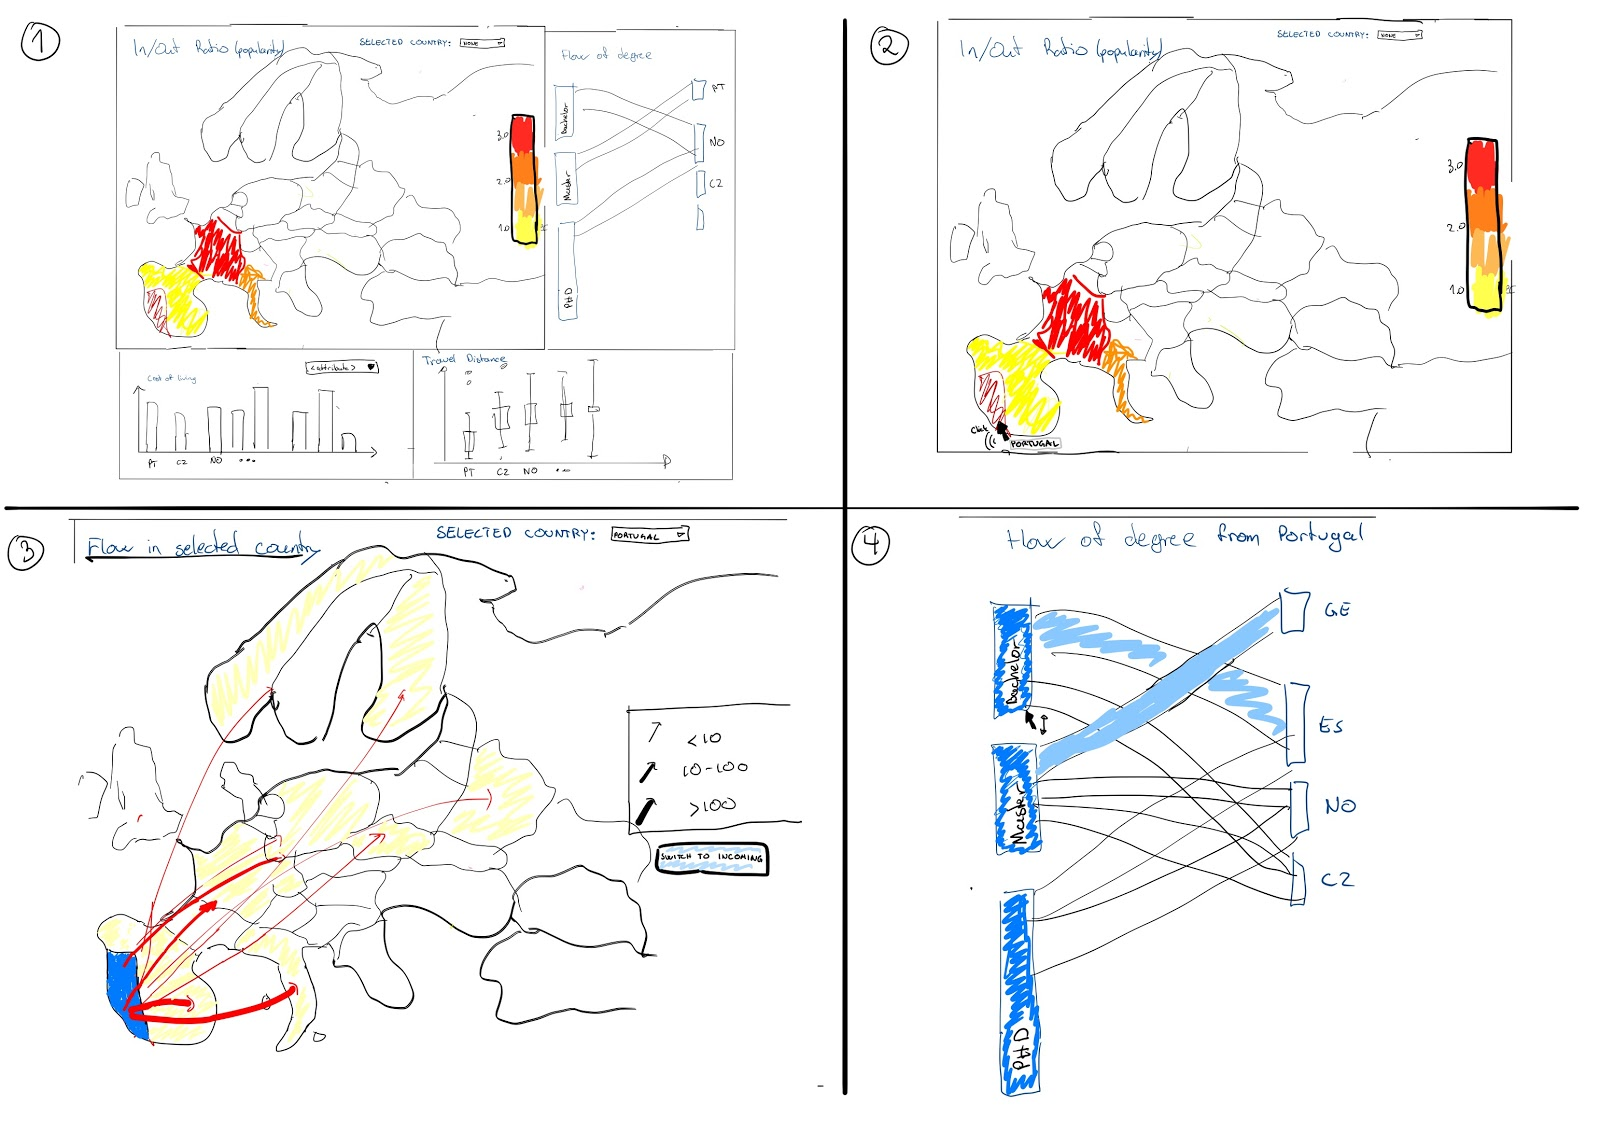 1
In/Out Ratio (popularity)
SELECTED COUNTRY: NONE
3.0
2.0
1.0
Flow of degree
Bachelor
Master
PHD
PT
NO
CZ
Cost of living
<attribute>
PT CZ NO ...
Travel Distance
PT CZ NO ...
2
In/Out Ratio (popularity)
SELECTED COUNTRY: NONE
3.0
2.0
1.0
Click
PORTUGAL
3
Flow in selected country
SELECTED COUNTRY: PORTUGAL
<10
10-100
>100
SWITCH TO INCOMING
4
Flow of degree from Portugal
Bachelor
Master
PHD
GE
ES
NO
CZ